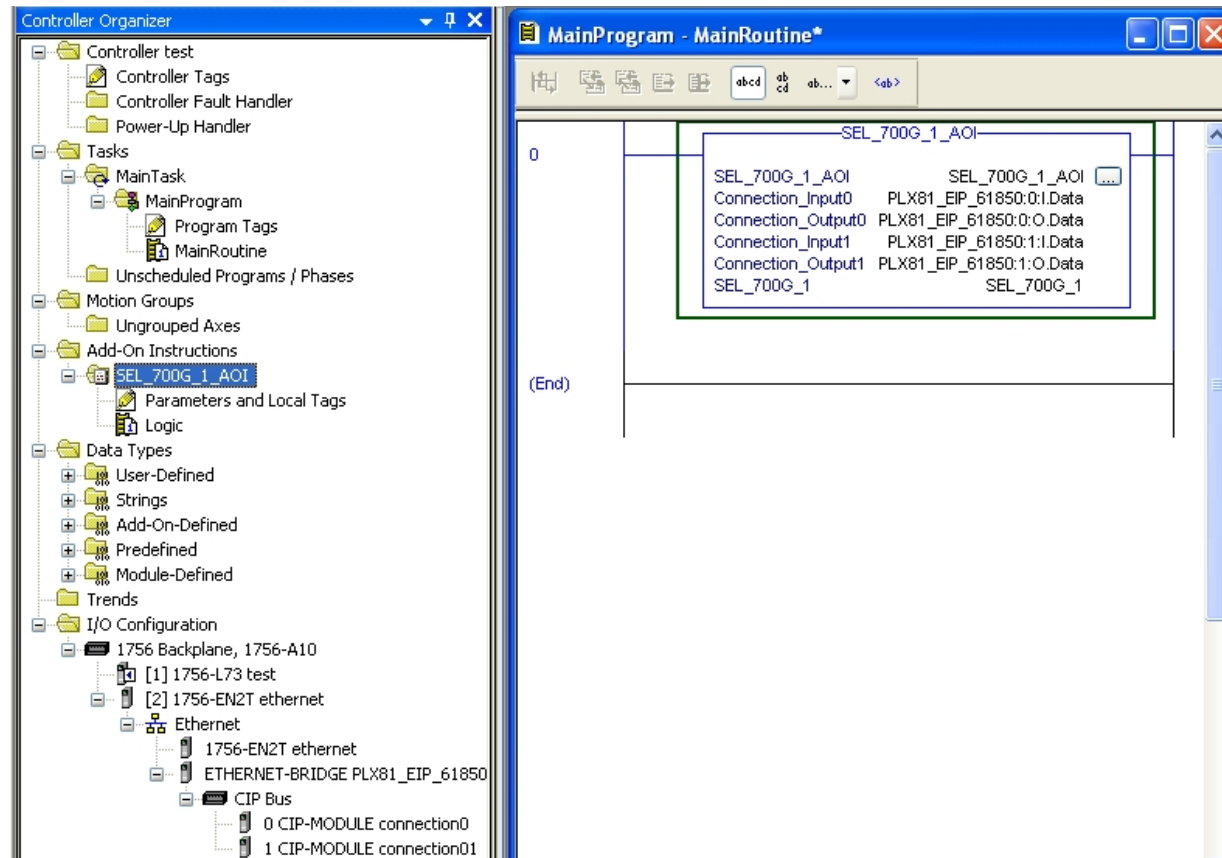 Controller Organizer
Controller test
Controller Tags
Controller Fault Handler
Power-Up Handler
Tasks
MainTask
MainProgram
Program Tags
MainRoutine
Unscheduled Programs / Phases
Motion Groups
Ungrouped Axes
Add-On Instructions
SEL_700G_1_AOI
Parameters and Local Tags
Logic
Data Types
User-Defined
Strings
Add-On-Defined
Predefined
Module-Defined
Trends
I/O Configuration
1756 Backplane, 1756-A10
[1] 1756-L73 test
[2] 1756-EN2T ethernet
Ethernet
1756-EN2T ethernet
ETHERNET-BRIDGE PLX81_EIP_61850
CIP Bus
0 CIP-MODULE connection0
1 CIP-MODULE connection01
MainProgram - MainRoutine*
abcd ab cd ab... <ab>
0
SEL_700G_1_AOI
SEL_700G_1_AOI SEL_700G_1_AOI ...
Connection_Input0 PLX81_EIP_61850:0:I.Data
Connection_Output0 PLX81_EIP_61850:0:O.Data
Connection_Input1 PLX81_EIP_61850:1:I.Data
Connection_Output1 PLX81_EIP_61850:1:O.Data
SEL_700G_1 SEL_700G_1
(End)